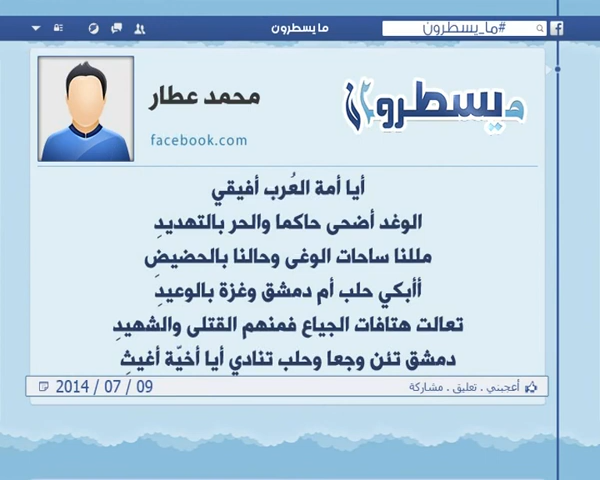 ما يسطرون
#ما_يسطرون
ما يسطرون
محمد عطار
facebook.com
أيا أمة العُرب أفيقي
الوغد أضحى حاكما والحر بالتهديدِ
مللنا ساحات الوغى وحالنا بالحضيضِ
أأبكي حلب أم دمشق وغزة بالوعيدِ
تعالت هتافات الجياع فمنهم القتلى والشهيدِ
دمشق تئن وجعا وحلب تنادي أيا أخيّة أغيثِ
أعجبني . تعليق . مشاركة
2014 / 07 / 09